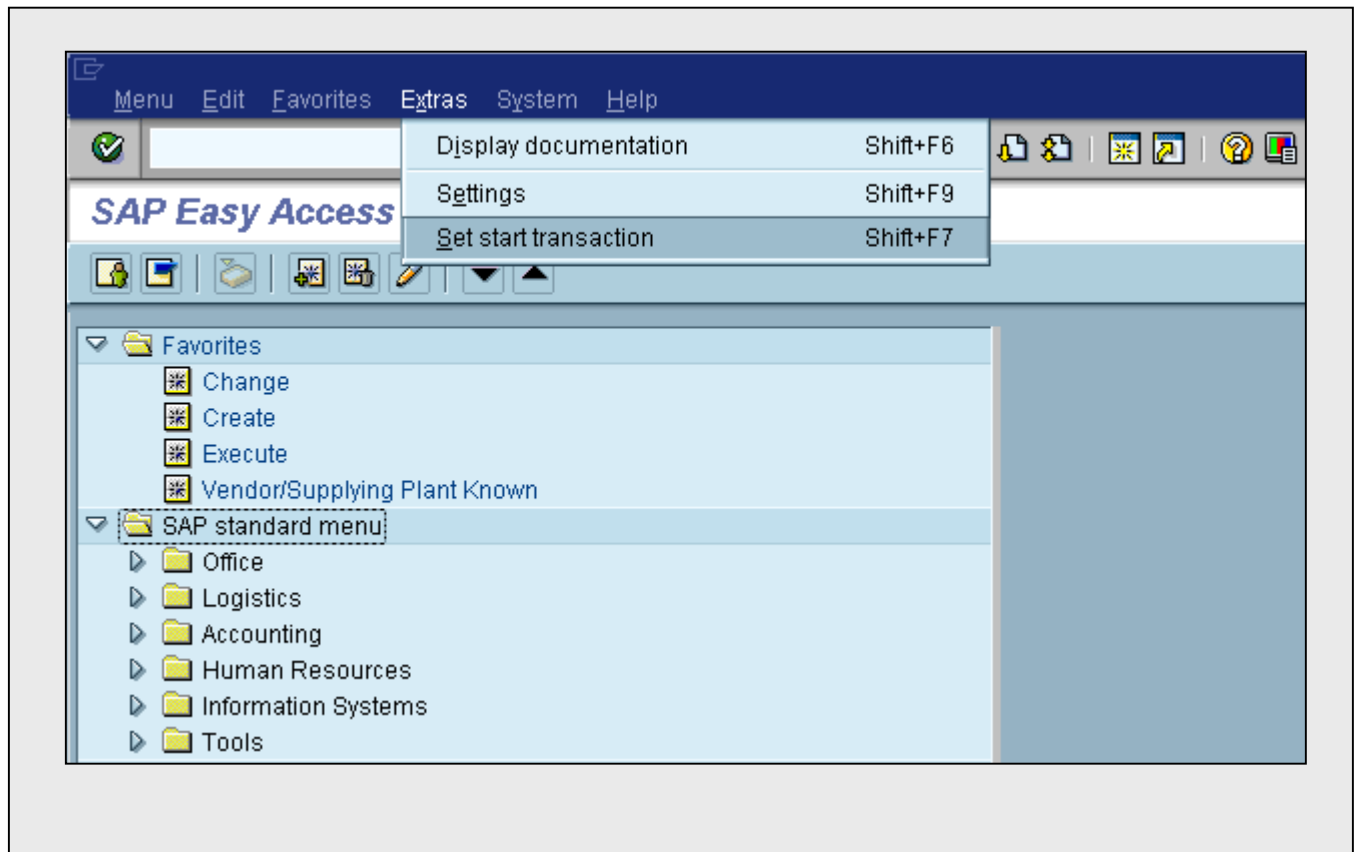 Menu Edit Favorites Extras System Help
Display documentation Shift+F6
Settings Shift+F9
SAP Easy Access
Set start transaction Shift+F7
Favorites
Change
Create
Execute
Vendor/Supplying Plant Known
SAP standard menu
Office
Logistics
Accounting
Human Resources
Information Systems
Tools